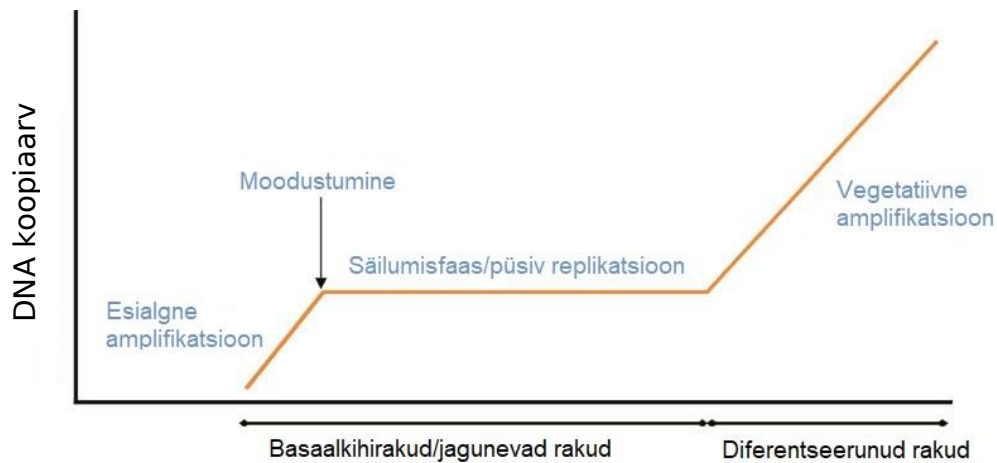 DNA koopiaarv
Moodustumine
Säilumisfaas/püsiv replikatsioon
Vegetatiivne
amplifikatsioon
Esialgne
amplifikatsioon
Basaalkihirakud/jagunevad rakud
Diferentseerunud rakud